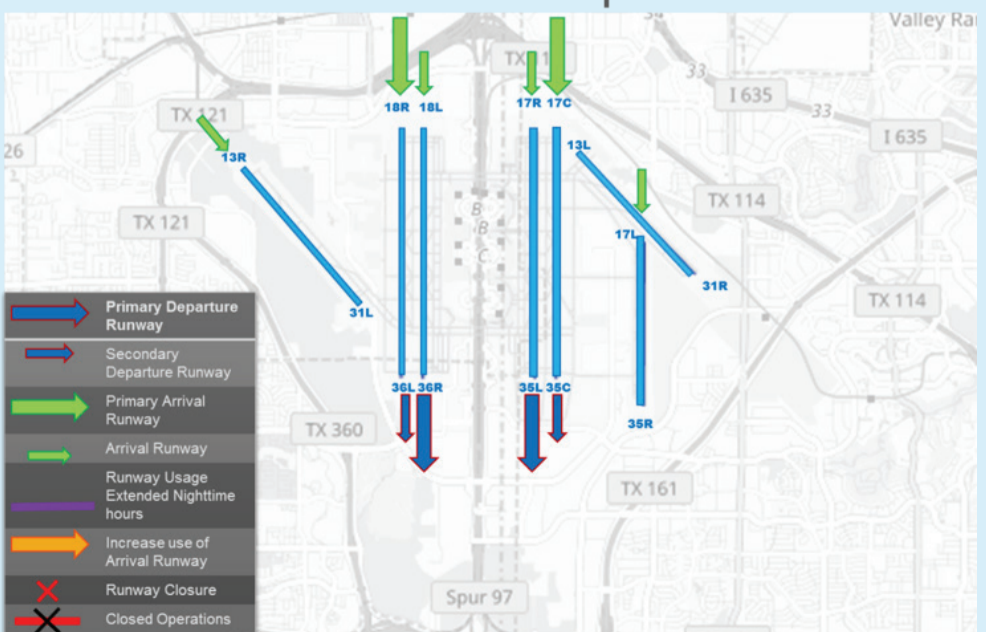 34
Valley Ra
TX 11
33
I 635
33
I 635
18R 18L
17R 17C
TX 121
26
13R
13L
TX 114
B
B
C
TX 121
17L
31R
TX 114
31L
36L 36R
35L 35C
35R
TX 360
TX 161
Spur 97
Primary Departure
Runway
Secondary
Departure Runway
Primary Arrival
Runway
Arrival Runway
Runway Usage
Extended Nighttime
hours
Increase use of
Arrival Runway
Runway Closure
Closed Operations